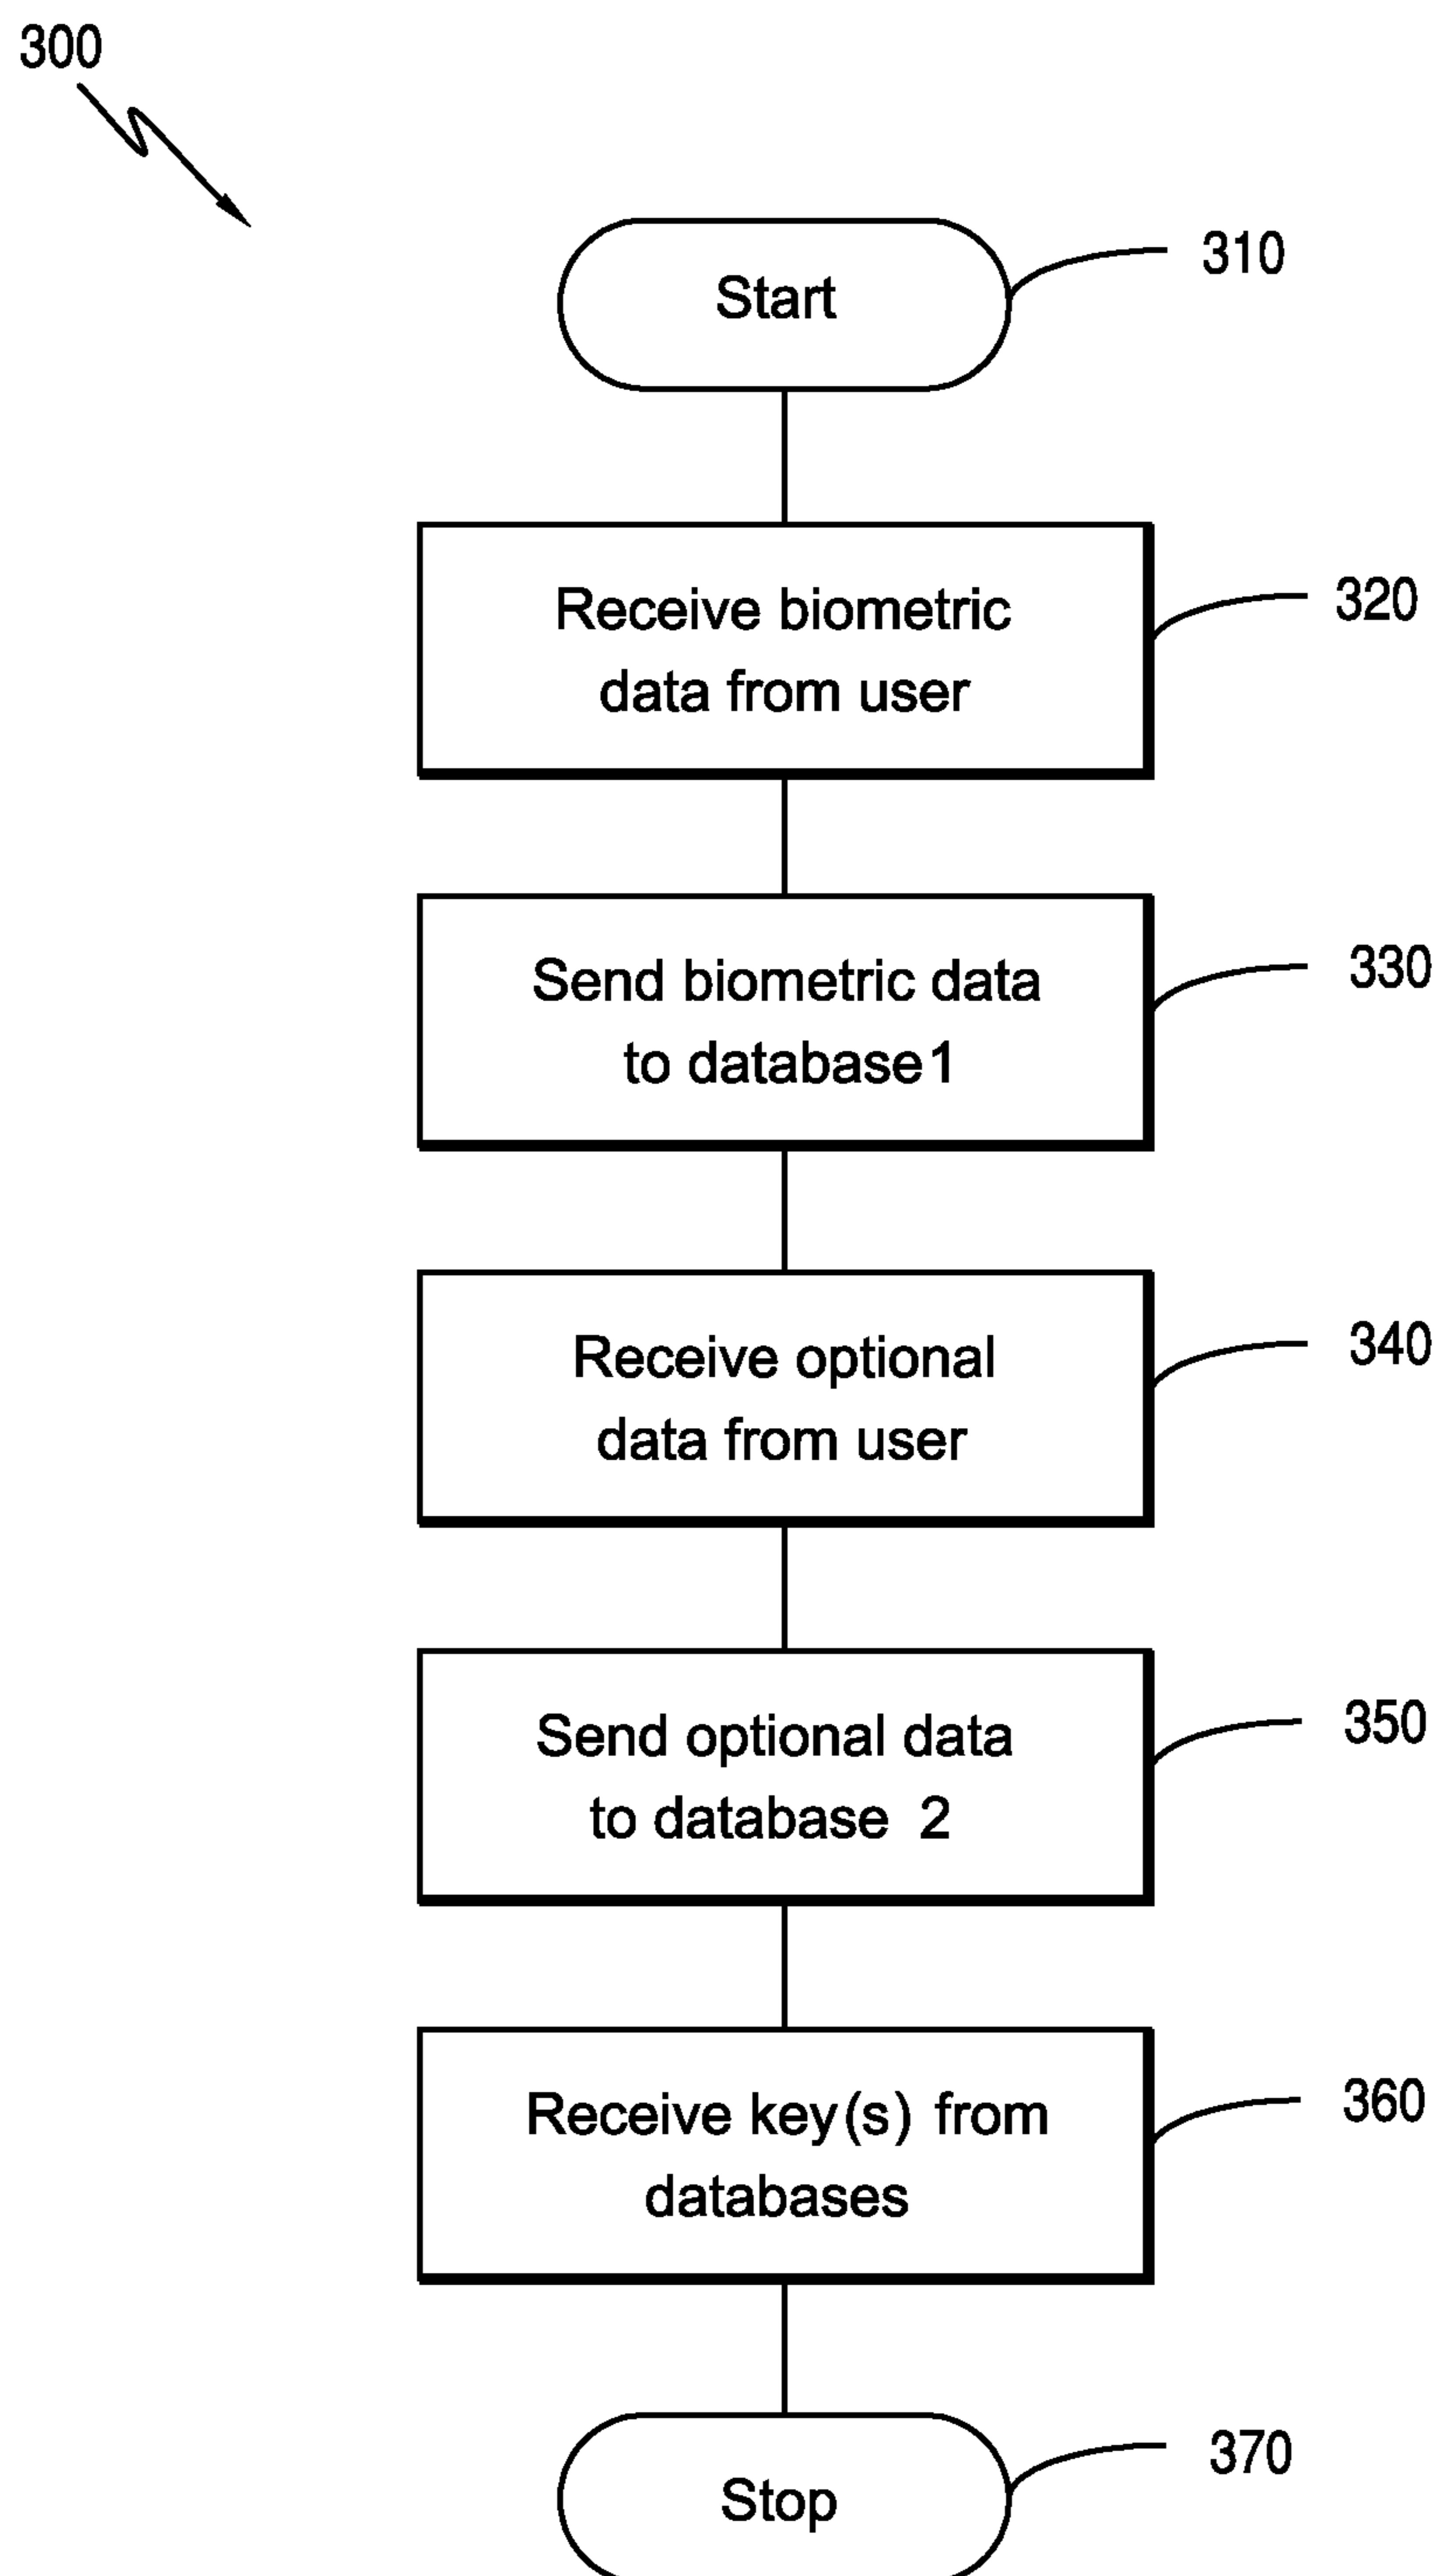 300
Start
310
Receive biometric
data from user
320
Send biometric data
to database1
330
Receive optional
data from user
340
Send optional data
to database 2
350
Receive key(s) from
databases
360
Stop
370